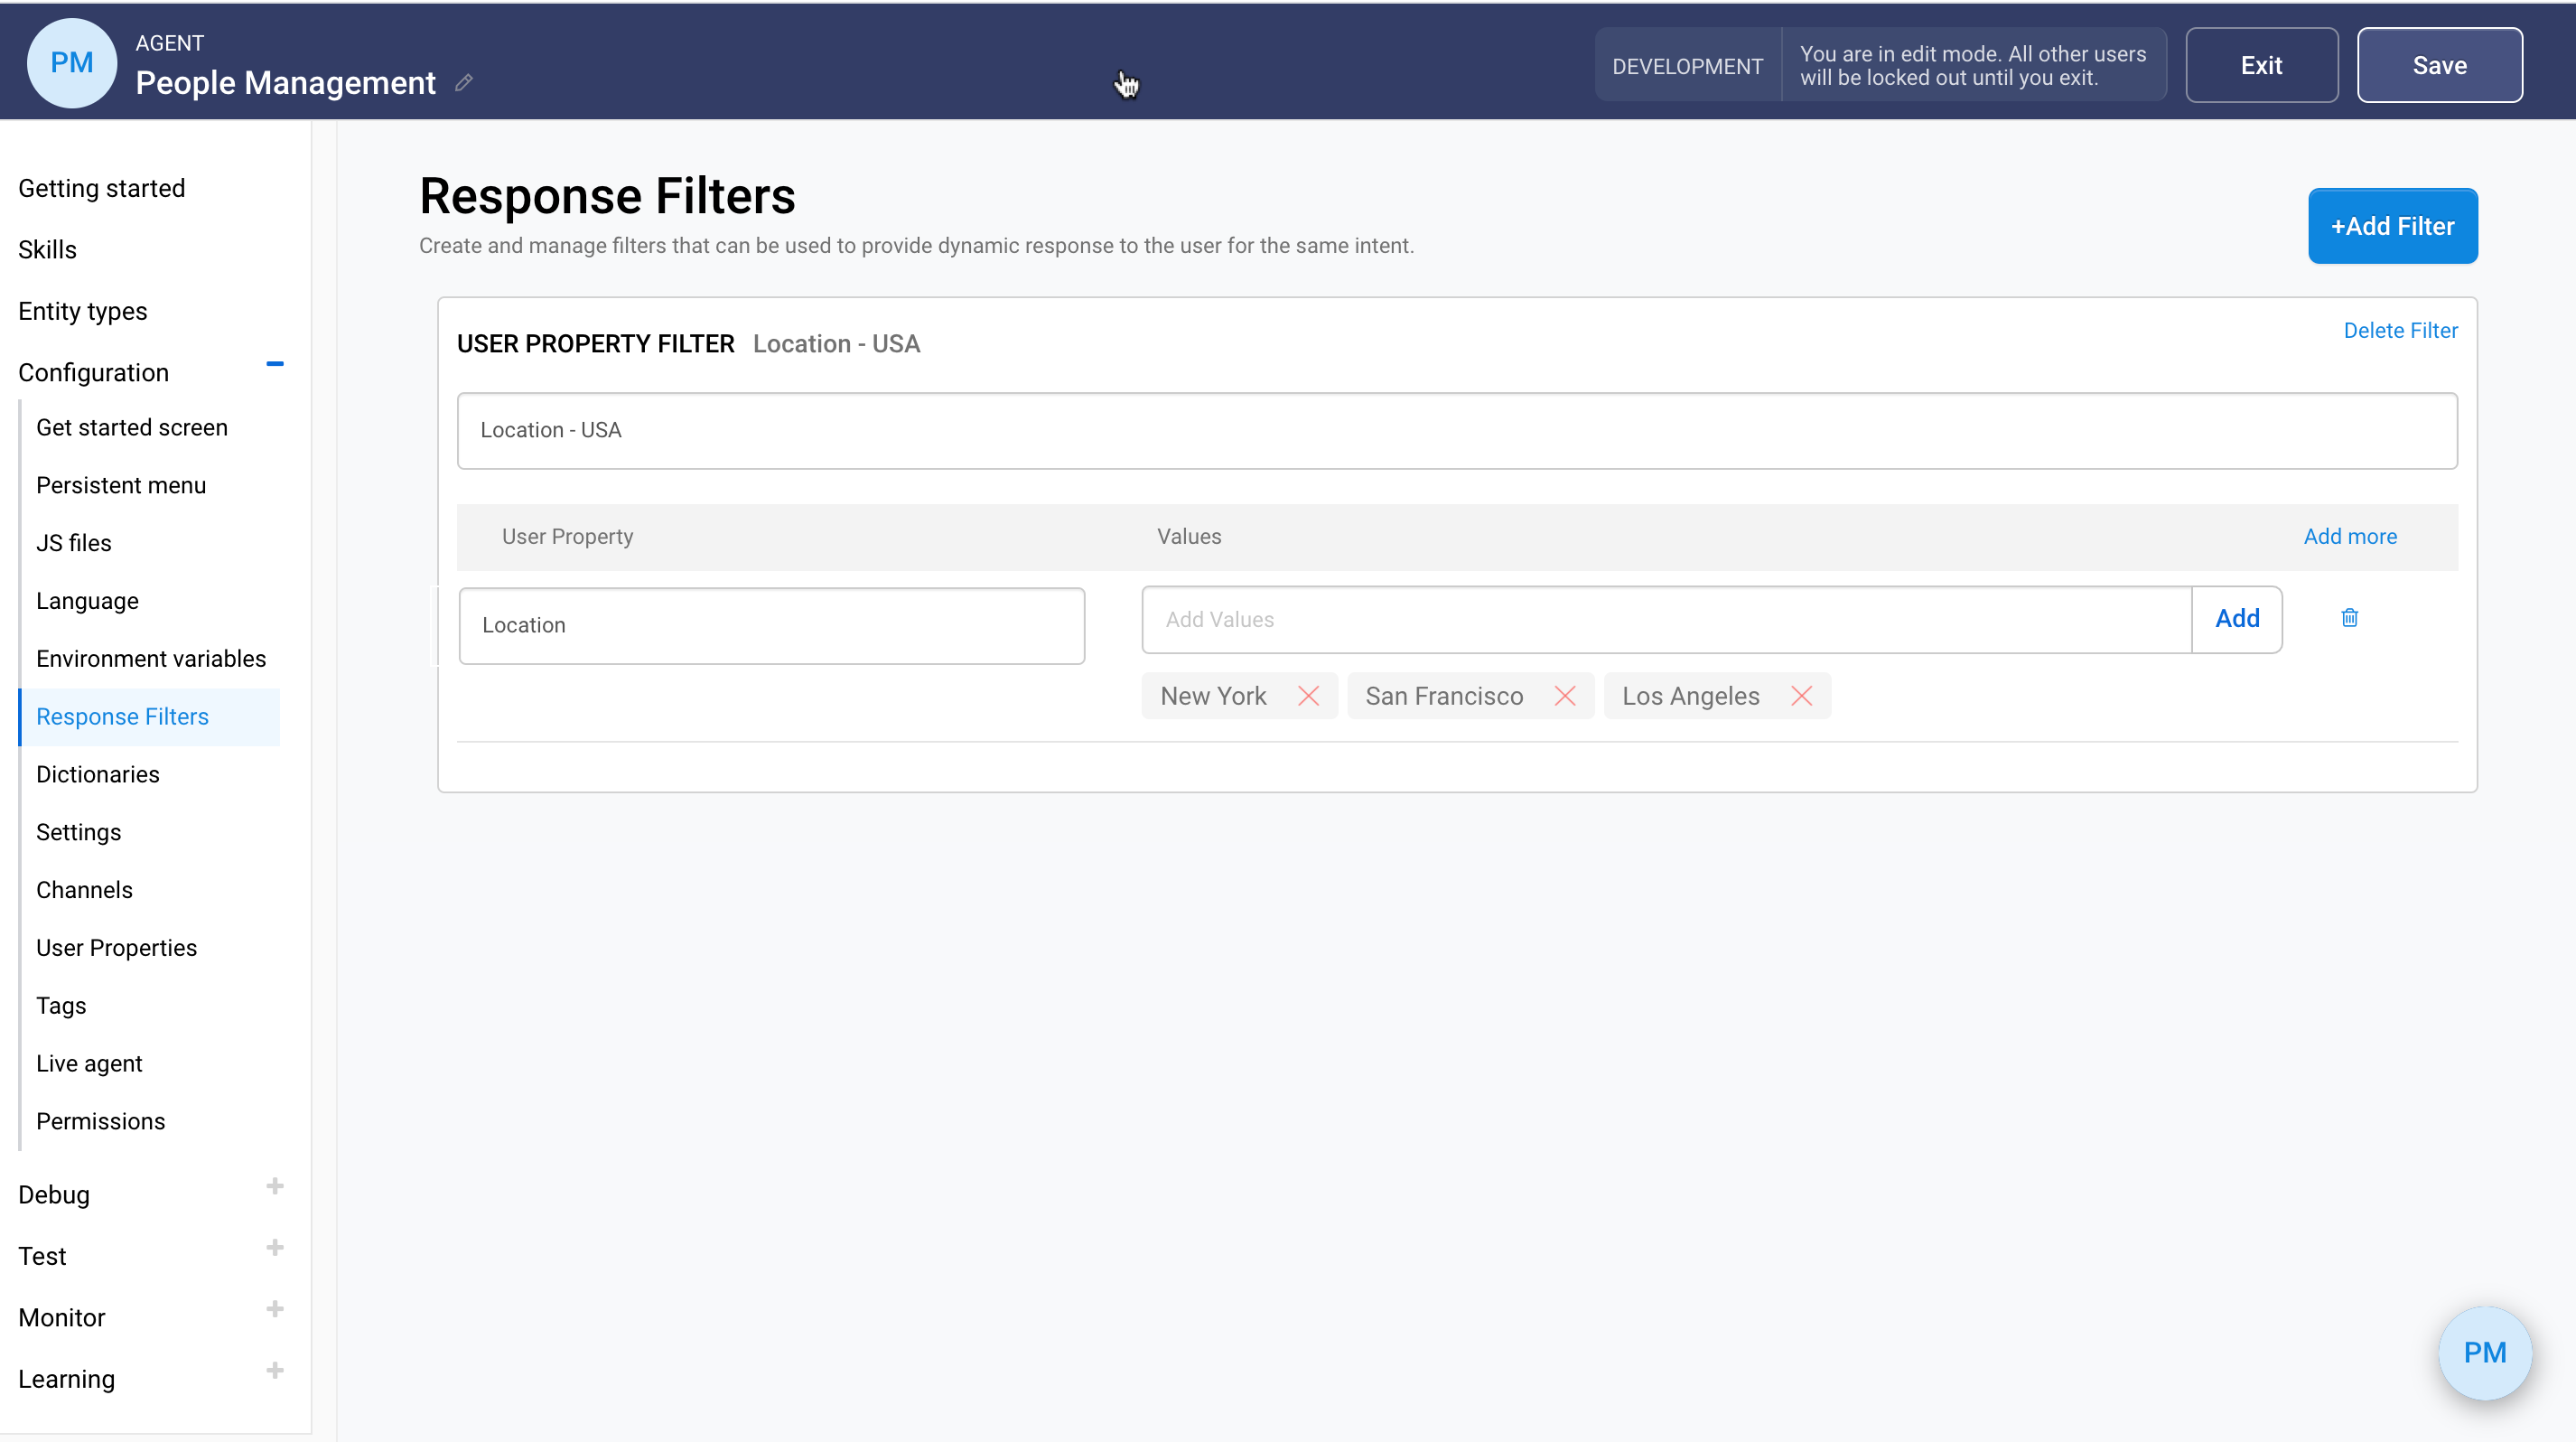 PM
AGENT
People Management
DEVELOPMENT
You are in edit mode. All other users
will be locked out until you exit.
Exit
Save
Getting started
Skills
Entity types
Configuration
Get started screen
Persistent menu
JS files
Language
Environment variables
Response Filters
Dictionaries
Settings
Channels
User Properties
Tags
Live agent
Permissions
Debug
Test
Monitor
Learning
Response Filters
Create and manage filters that can be used to provide dynamic response to the user for the same intent.
+Add Filter
USER PROPERTY FILTER Location - USA
Delete Filter
Location - USA
User Property Values Add more
Location
Add Values
Add
New York San Francisco Los Angeles
PM